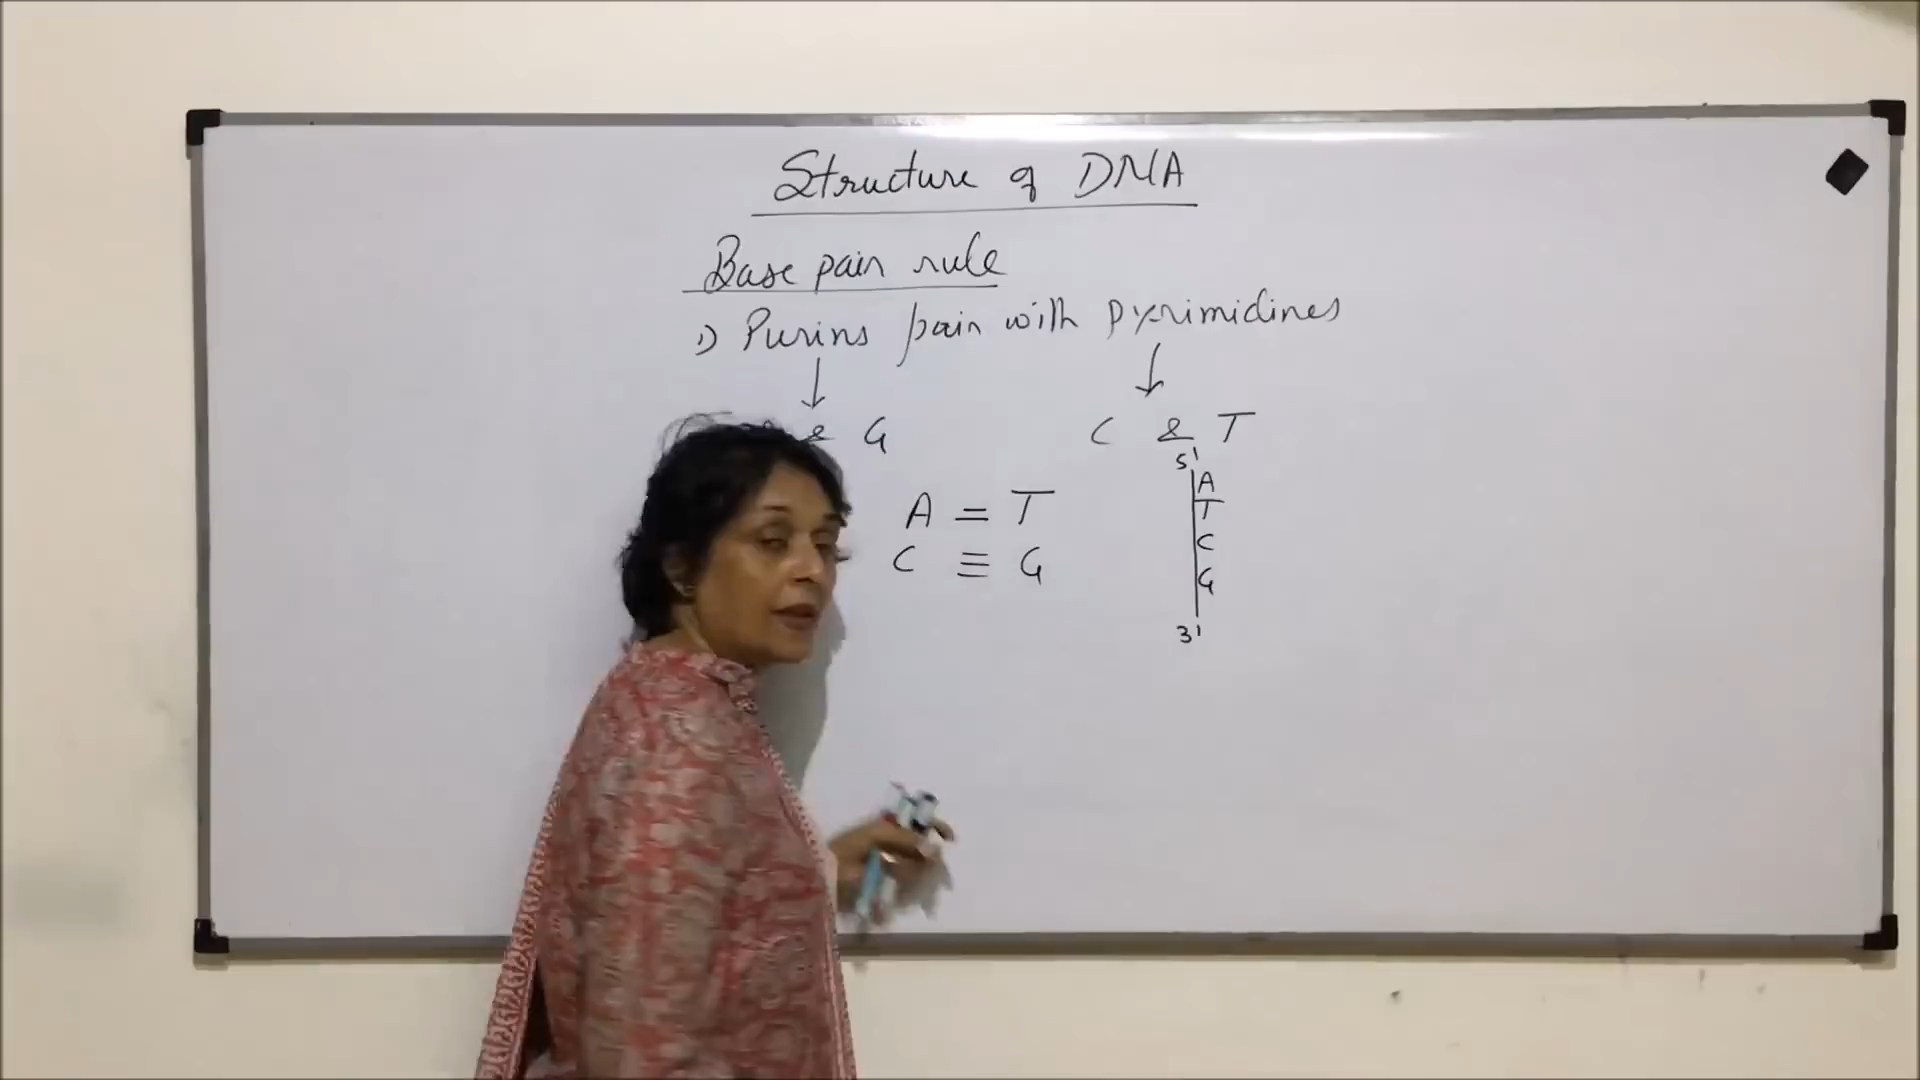 Structure of DNA
Base pair rule
1) Purins pair with pyrimidines
& G C & T
5'
A = T
C ≡ G
A
T
C
G
3'